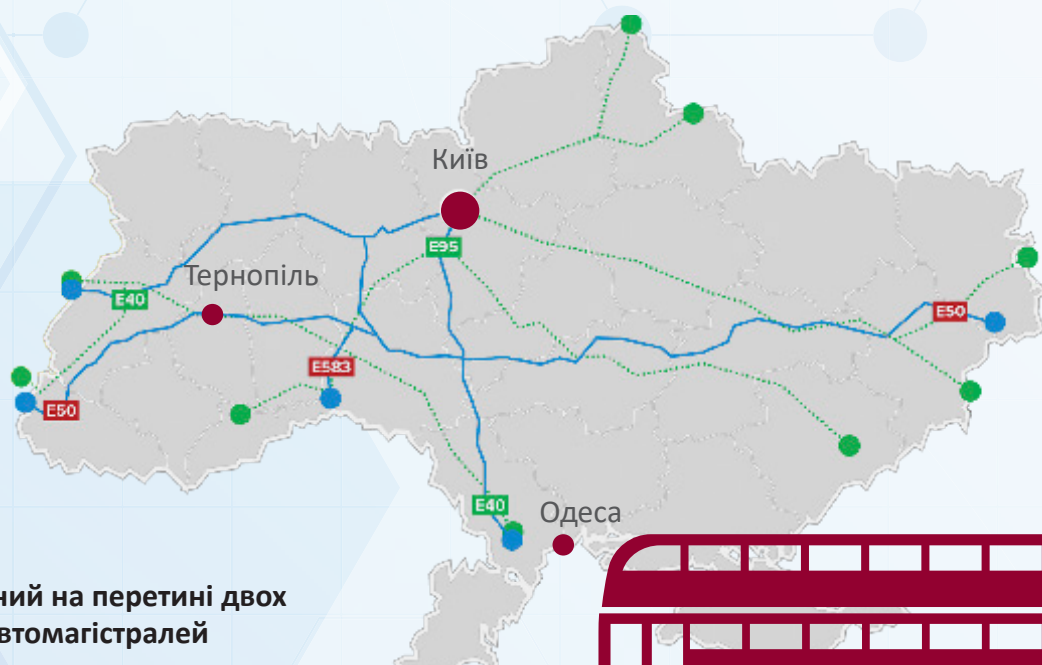 Київ
E95
Тернопіль
E40
E50
E583
E50
E40
Одеса
ний на перетині двох
втомагістралей